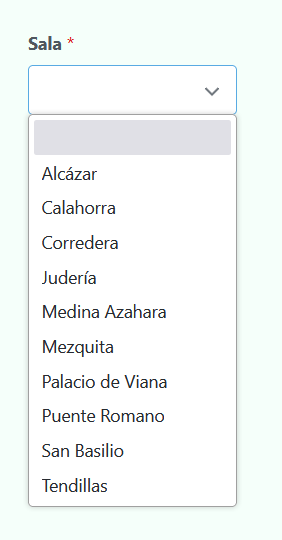 Sala *
Alcázar
Calahorra
Corredera
Judería
Medina Azahara
Mezquita
Palacio de Viana
Puente Romano
San Basilio
Tendillas